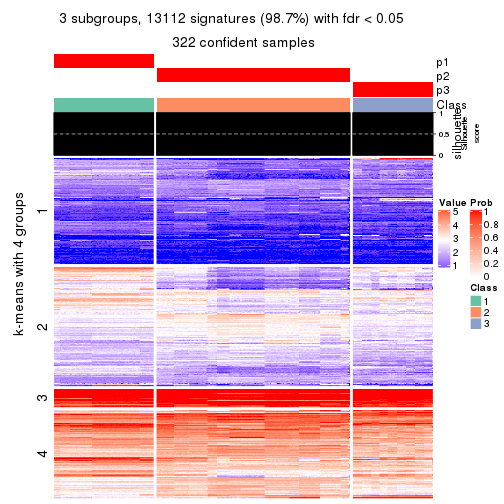 3 subgroups, 13112 signatures (98.7%) with fdr < 0.05
322 confident samples
p1
p2
p3
Class
1
0.5
0
silhouette
Silhouette
score
k-means with 4 groups
1
2
3
4
Value
5
4
3
2
1
Prob
1
0.8
0.6
0.4
0.2
0
Class
1
2
3